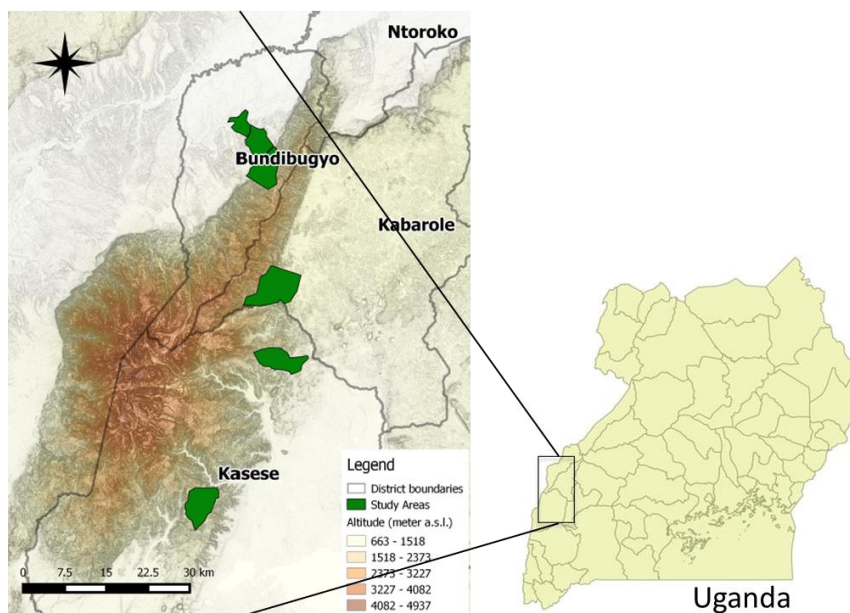 Ntoroko
Bundibugyo
Kabarole
Kasese
Legend
District boundaries
Study Areas
Altitude (meter a.s.l.)
663 - 1518
1518 - 2373
2373 - 3227
3227 - 4082
4082 - 4937
0 7.5 15 22.5 30 km
Uganda